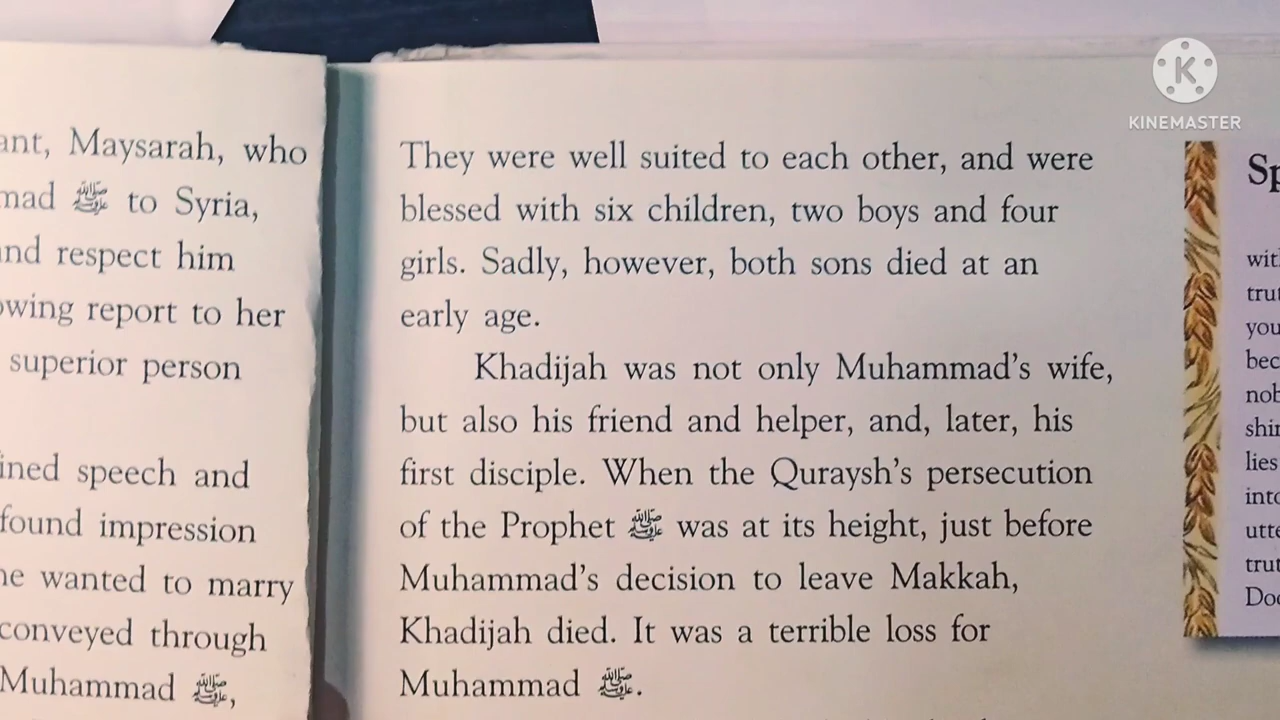 ant, Maysarah, who
mad ﷺ to Syria,
and respect him
owing report to her
superior person
ined speech and
found impression
he wanted to marry
conveyed through
Muhammad ﷺ,
They were well suited to each other, and were
blessed with six children, two boys and four
girls. Sadly, however, both sons died at an
early age.
Khadijah was not only Muhammad's wife,
but also his friend and helper, and, later, his
first disciple. When the Quraysh's persecution
of the Prophet ﷺ was at its height, just before
Muhammad's decision to leave Makkah,
Khadijah died. It was a terrible loss for
Muhammad ﷺ.
K
KINEMASTER
Sp
wit
trut
you
bec
nob
shi
lies
into
utte
trut
Doc